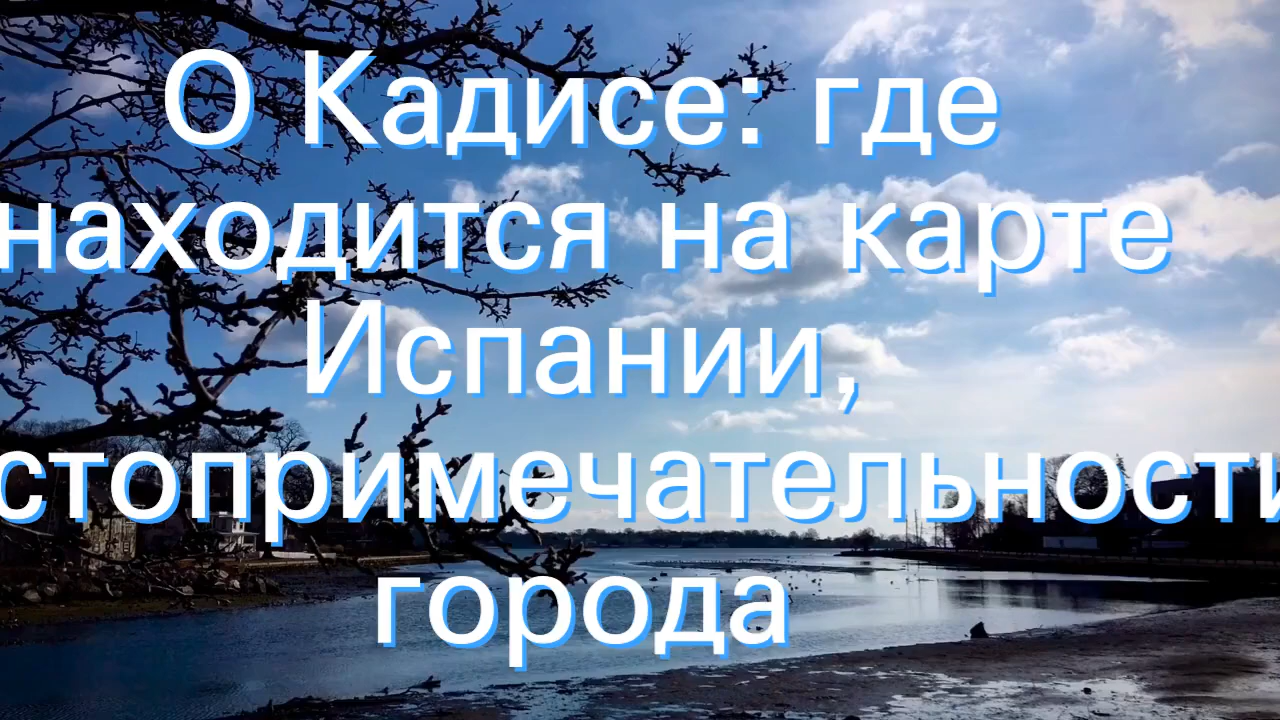 О Кадисе: где
находится на карте
Испании,
стопримечательности
города